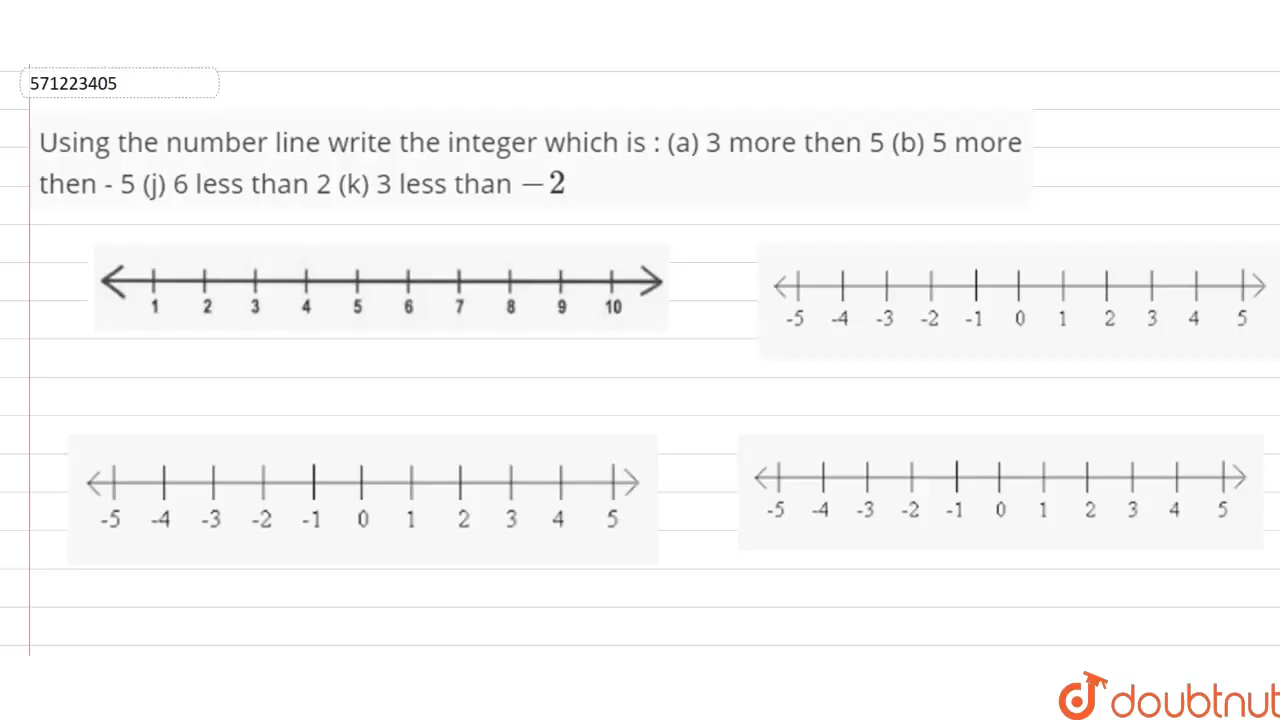 571223405
Using the number line write the integer which is : (a) 3 more then 5 (b) 5 more
then - 5 (j) 6 less than 2 (k) 3 less than −2
1 2 3 4 5 6 7 8 9 10
-5 -4 -3 -2 -1 0 1 2 3 4 5
-5 -4 -3 -2 -1 0 1 2 3 4 5
-5 -4 -3 -2 -1 0 1 2 3 4 5
doubtnut